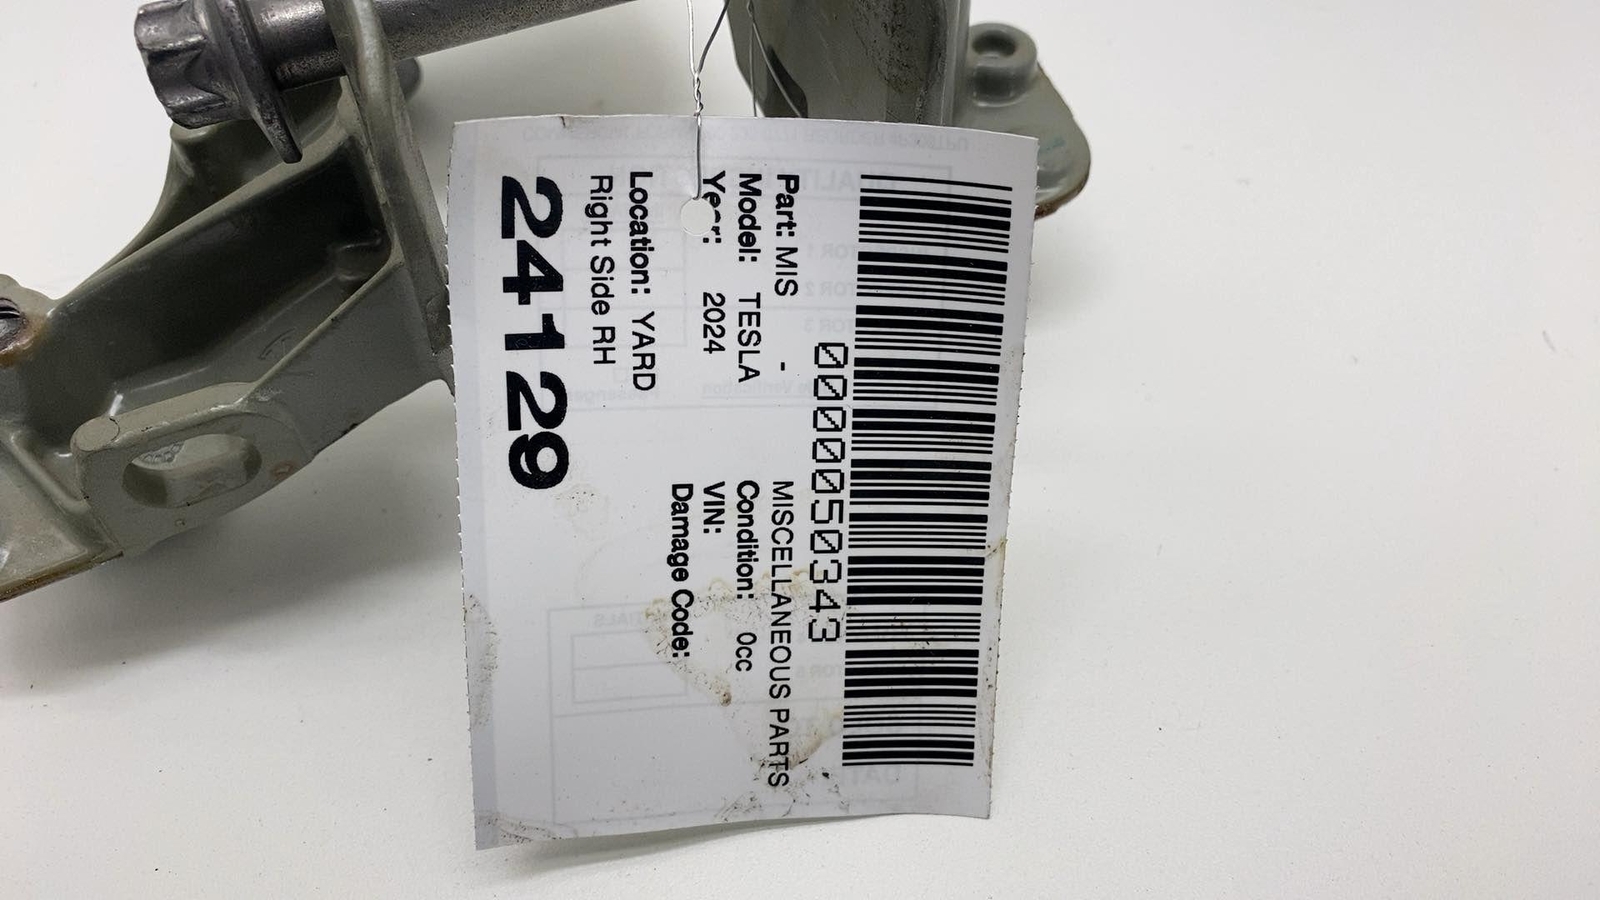 0000050343
Part: MIS - MISCELLANEOUS PARTS
Model: TESLA Condition: 0cc
Year: 2024 VIN:
Damage Code:
Location: YARD
Right Side RH
24129